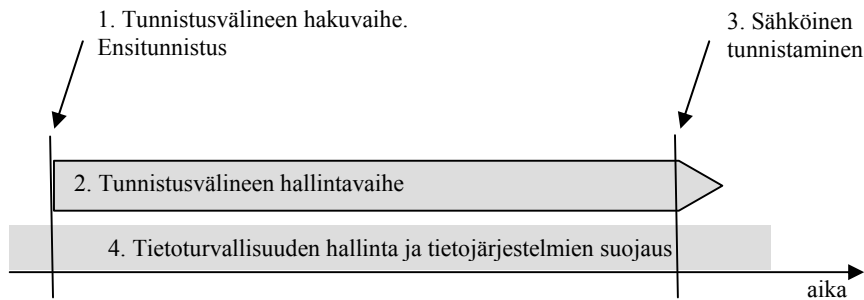 1. Tunnistusvälineen hakuvaihe.
Ensitunnistus
3. Sähköinen
tunnistaminen
2. Tunnistusvälineen hallintavaihe
4. Tietoturvallisuuden hallinta ja tietojärjestelmien suojaus
aika